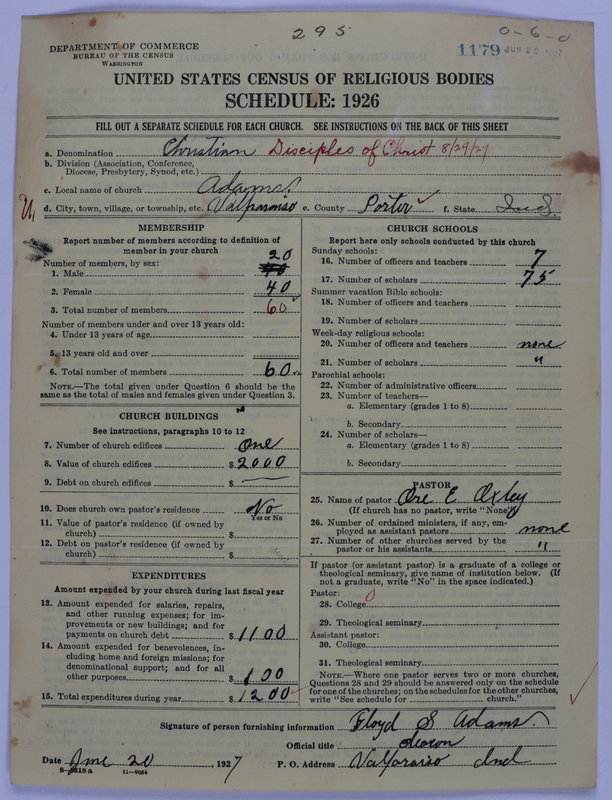 295
0-6-0
1179 JUN 22 1927
DEPARTMENT OF COMMERCE
BUREAU OF THE CENSUS
WASHINGTON
UNITED STATES CENSUS OF RELIGIOUS BODIES
SCHEDULE: 1926
FILL OUT A SEPARATE SCHEDULE FOR EACH CHURCH. SEE INSTRUCTIONS ON THE BACK OF THIS SHEET
a. Denomination Christian Disciples of Christ 8/29/27
b. Division (Association, Conference,
Diocese, Presbytery, Synod, etc.)
c. Local name of church Adams.
d. City, town, village, or township, etc. Valparaiso e. County Porter f. State Ind.
MEMBERSHIP
Report number of members according to definition of
member in your church
Number of members, by sex: 20
1. Male
2. Female 40
3. Total number of members 60
Number of members under and over 13 years old:
4. Under 13 years of age
5. 13 years old and over
6. Total number of members 60
NOTE.—The total given under Question 6 should be the
same as the total of males and females given under Question 3.
CHURCH BUILDINGS
See instructions, paragraphs 10 to 12
7. Number of church edifices One
8. Value of church edifices $ 2000
9. Debt on church edifices $ —
10. Does church own pastor's residence No
Yes or No
11. Value of pastor's residence (if owned by
church) $
12. Debt on pastor's residence (if owned by
church) $
EXPENDITURES
Amount expended by your church during last fiscal year
13. Amount expended for salaries, repairs,
and other running expenses; for im-
provements or new buildings; and for
payments on church debt $ 1100
14. Amount expended for benevolences, in-
cluding home and foreign missions; for
denominational support; and for all
other purposes $ 100
15. Total expenditures during year $ 1200
CHURCH SCHOOLS
Report here only schools conducted by this church
Sunday schools:
16. Number of officers and teachers 7
17. Number of scholars 75
Summer vacation Bible schools:
18. Number of officers and teachers
19. Number of scholars
Week-day religious schools:
20. Number of officers and teachers none
21. Number of scholars "
Parochial schools:
22. Number of administrative officers
23. Number of teachers—
a. Elementary (grades 1 to 8)
b. Secondary
24. Number of scholars—
a. Elementary (grades 1 to 8)
b. Secondary
PASTOR
25. Name of pastor Ore E Oxley
(If church has no pastor, write "None")
26. Number of ordained ministers, if any, em-
ployed as assistant pastors none
27. Number of other churches served by the
pastor or his assistants "
If pastor (or assistant pastor) is a graduate of a college or
theological seminary, give name of institution below. (If
not a graduate, write "No" in the space indicated.)
Pastor:
28. College 0
29. Theological seminary
Assistant pastor:
30. College
31. Theological seminary
NOTE.—Where one pastor serves two or more churches,
Questions 28 and 29 should be answered only on the schedule
for one of the churches; on the schedules for the other churches,
write "See schedule for church."
Signature of person furnishing information Floyd S Adams.
Official title
Date June 20, 1927 P. O. Address Valparaiso Ind
8-5518a 11-9064